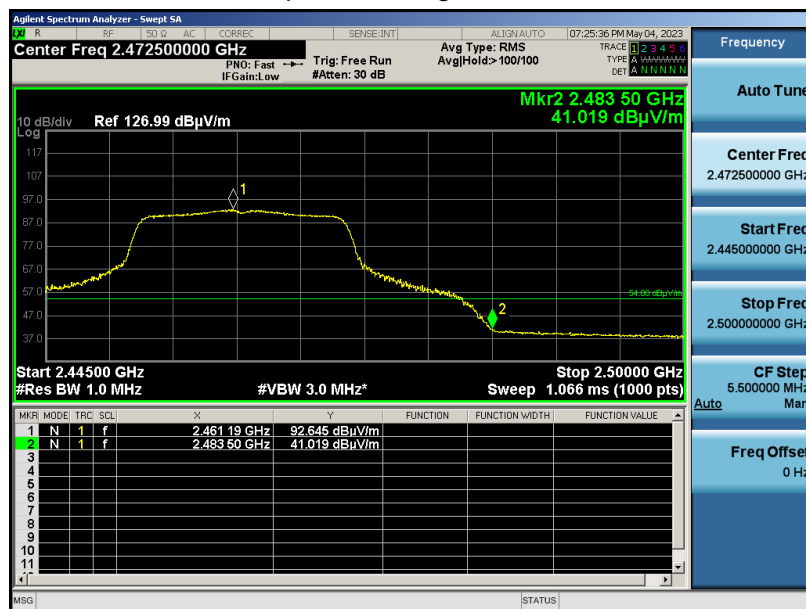 Agilent Spectrum Analyzer - Swept SA
LXI R RF 50 Ω AC CORREC SENSE:INT ALIGN AUTO 07:25:36 PM May 04, 2023
Center Freq 2.472500000 GHz
PNO: Fast
IFGain:Low
Trig: Free Run
#Atten: 30 dB
Avg Type: RMS
Avg|Hold:>100/100
TRACE 1 2 3 4 5 6
TYPE A WWWWW
DET A N N N N N
Mkr2 2.483 50 GHz
41.019 dBµV/m
10 dB/div Ref 126.99 dBµV/m
Log
117
107
97.0
87.0
77.0
67.0
57.0
47.0
37.0
1
2
54.00 dBµV/m
Start 2.44500 GHz Stop 2.50000 GHz
#Res BW 1.0 MHz #VBW 3.0 MHz* Sweep 1.066 ms (1000 pts)
MKR MODE TRC SCL X Y FUNCTION FUNCTION WIDTH FUNCTION VALUE
1 N 1 f 2.461 19 GHz 92.645 dBµV/m
2 N 1 f 2.483 50 GHz 41.019 dBµV/m
3
4
5
6
7
8
9
10
11
MSG STATUS
Frequency
Auto Tune
Center Freq
2.472500000 GHz
Start Freq
2.445000000 GHz
Stop Freq
2.500000000 GHz
CF Step
5.500000 MHz
Auto Man
Freq Offset
0 Hz